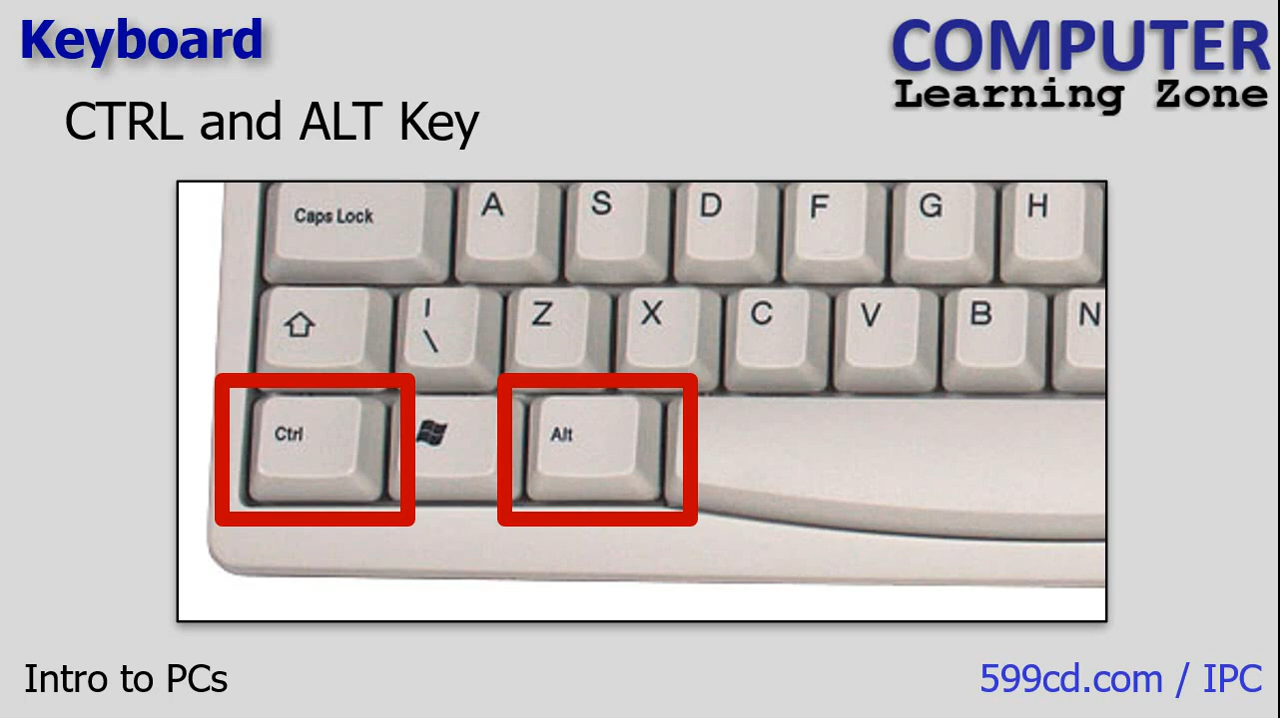 Keyboard
COMPUTER
Learning Zone
CTRL and ALT Key
Caps Lock A S D F G H
| \ Z X C V B N
Ctrl Alt
Intro to PCs
599cd.com / IPC